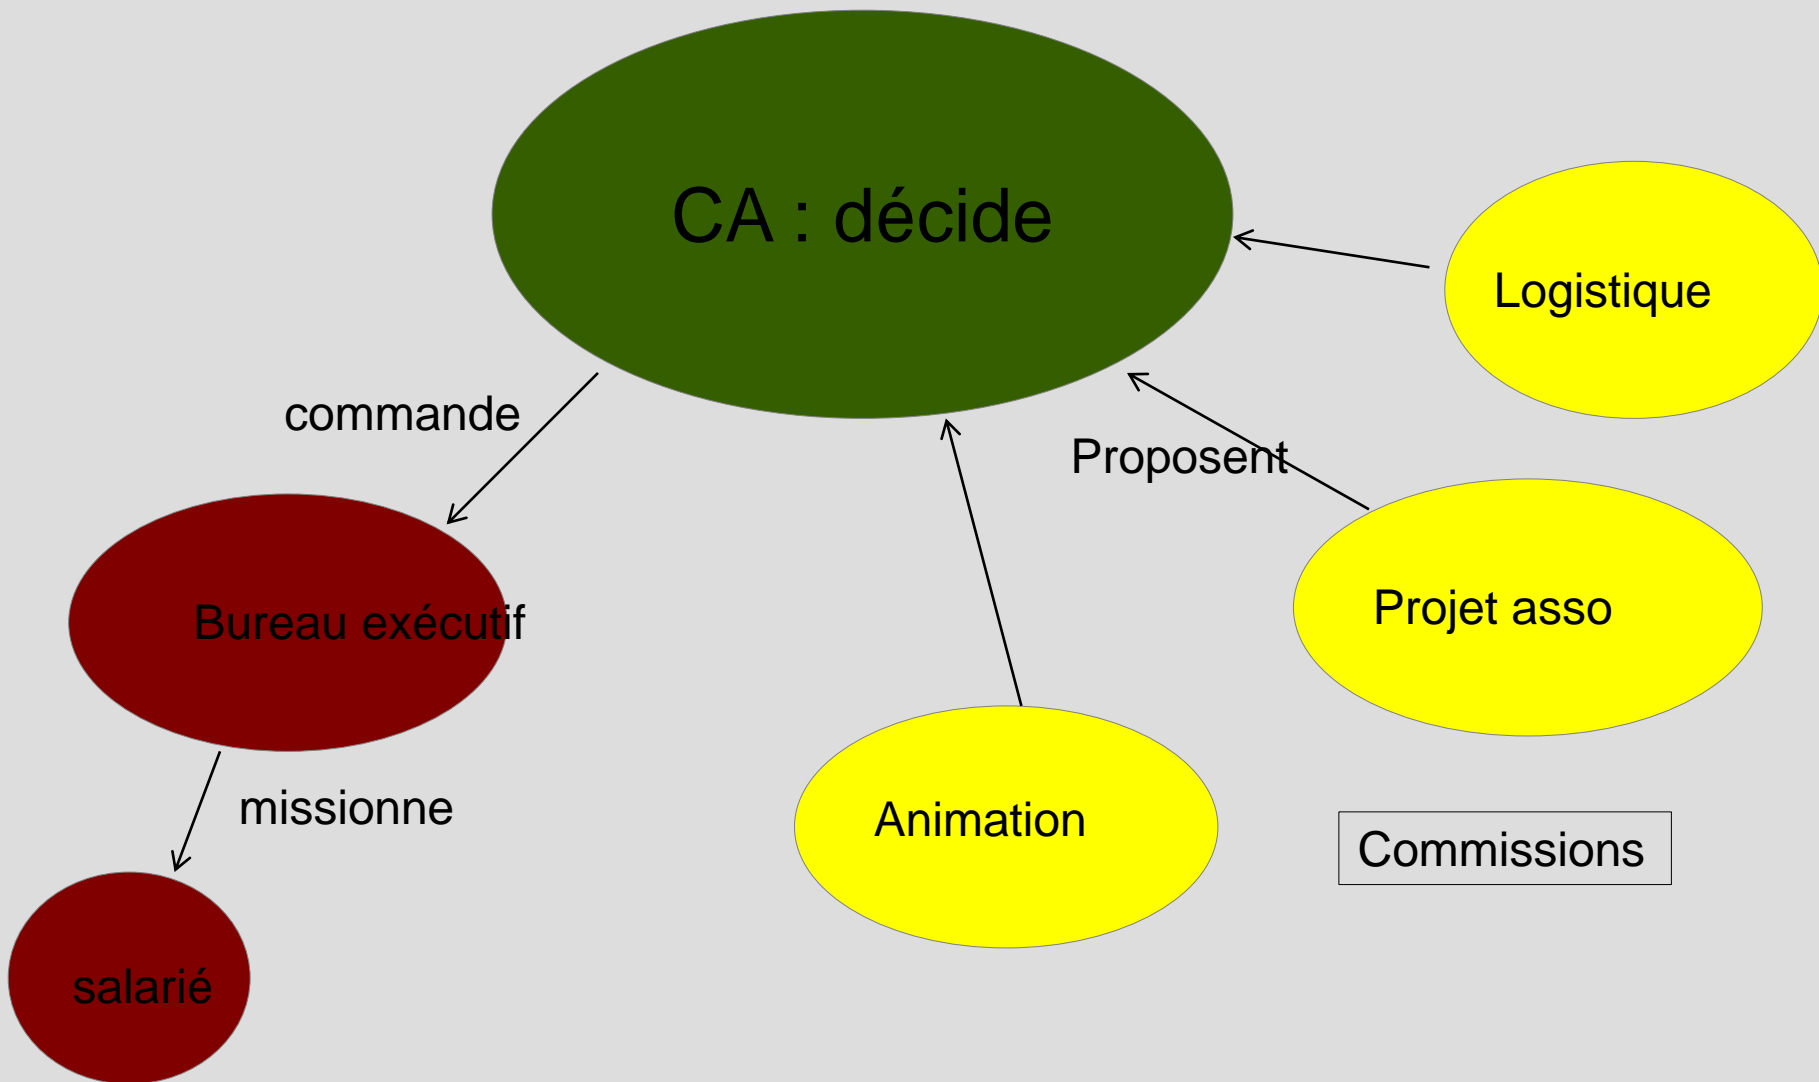 CA : décide
Logistique
commande
Proposent
Bureau exécutif
Projet asso
missionne
Animation
Commissions
salarié